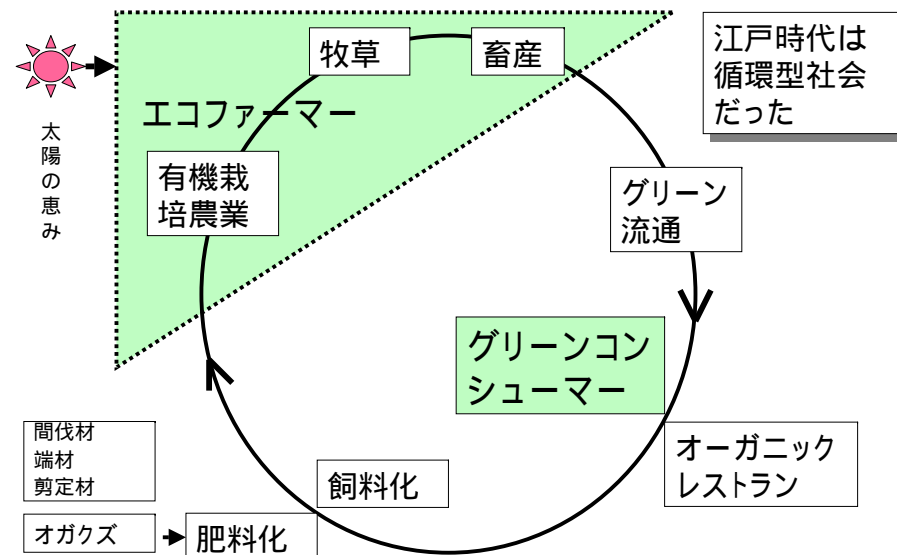 江戸時代は
循環型社会
だった
牧草
畜産
エコファーマー
太陽の恵み
有機栽
培農業
グリーン
流通
グリーンコン
シューマー
間伐材
端材
剪定材
オーガニック
レストラン
飼料化
オガクズ
肥料化